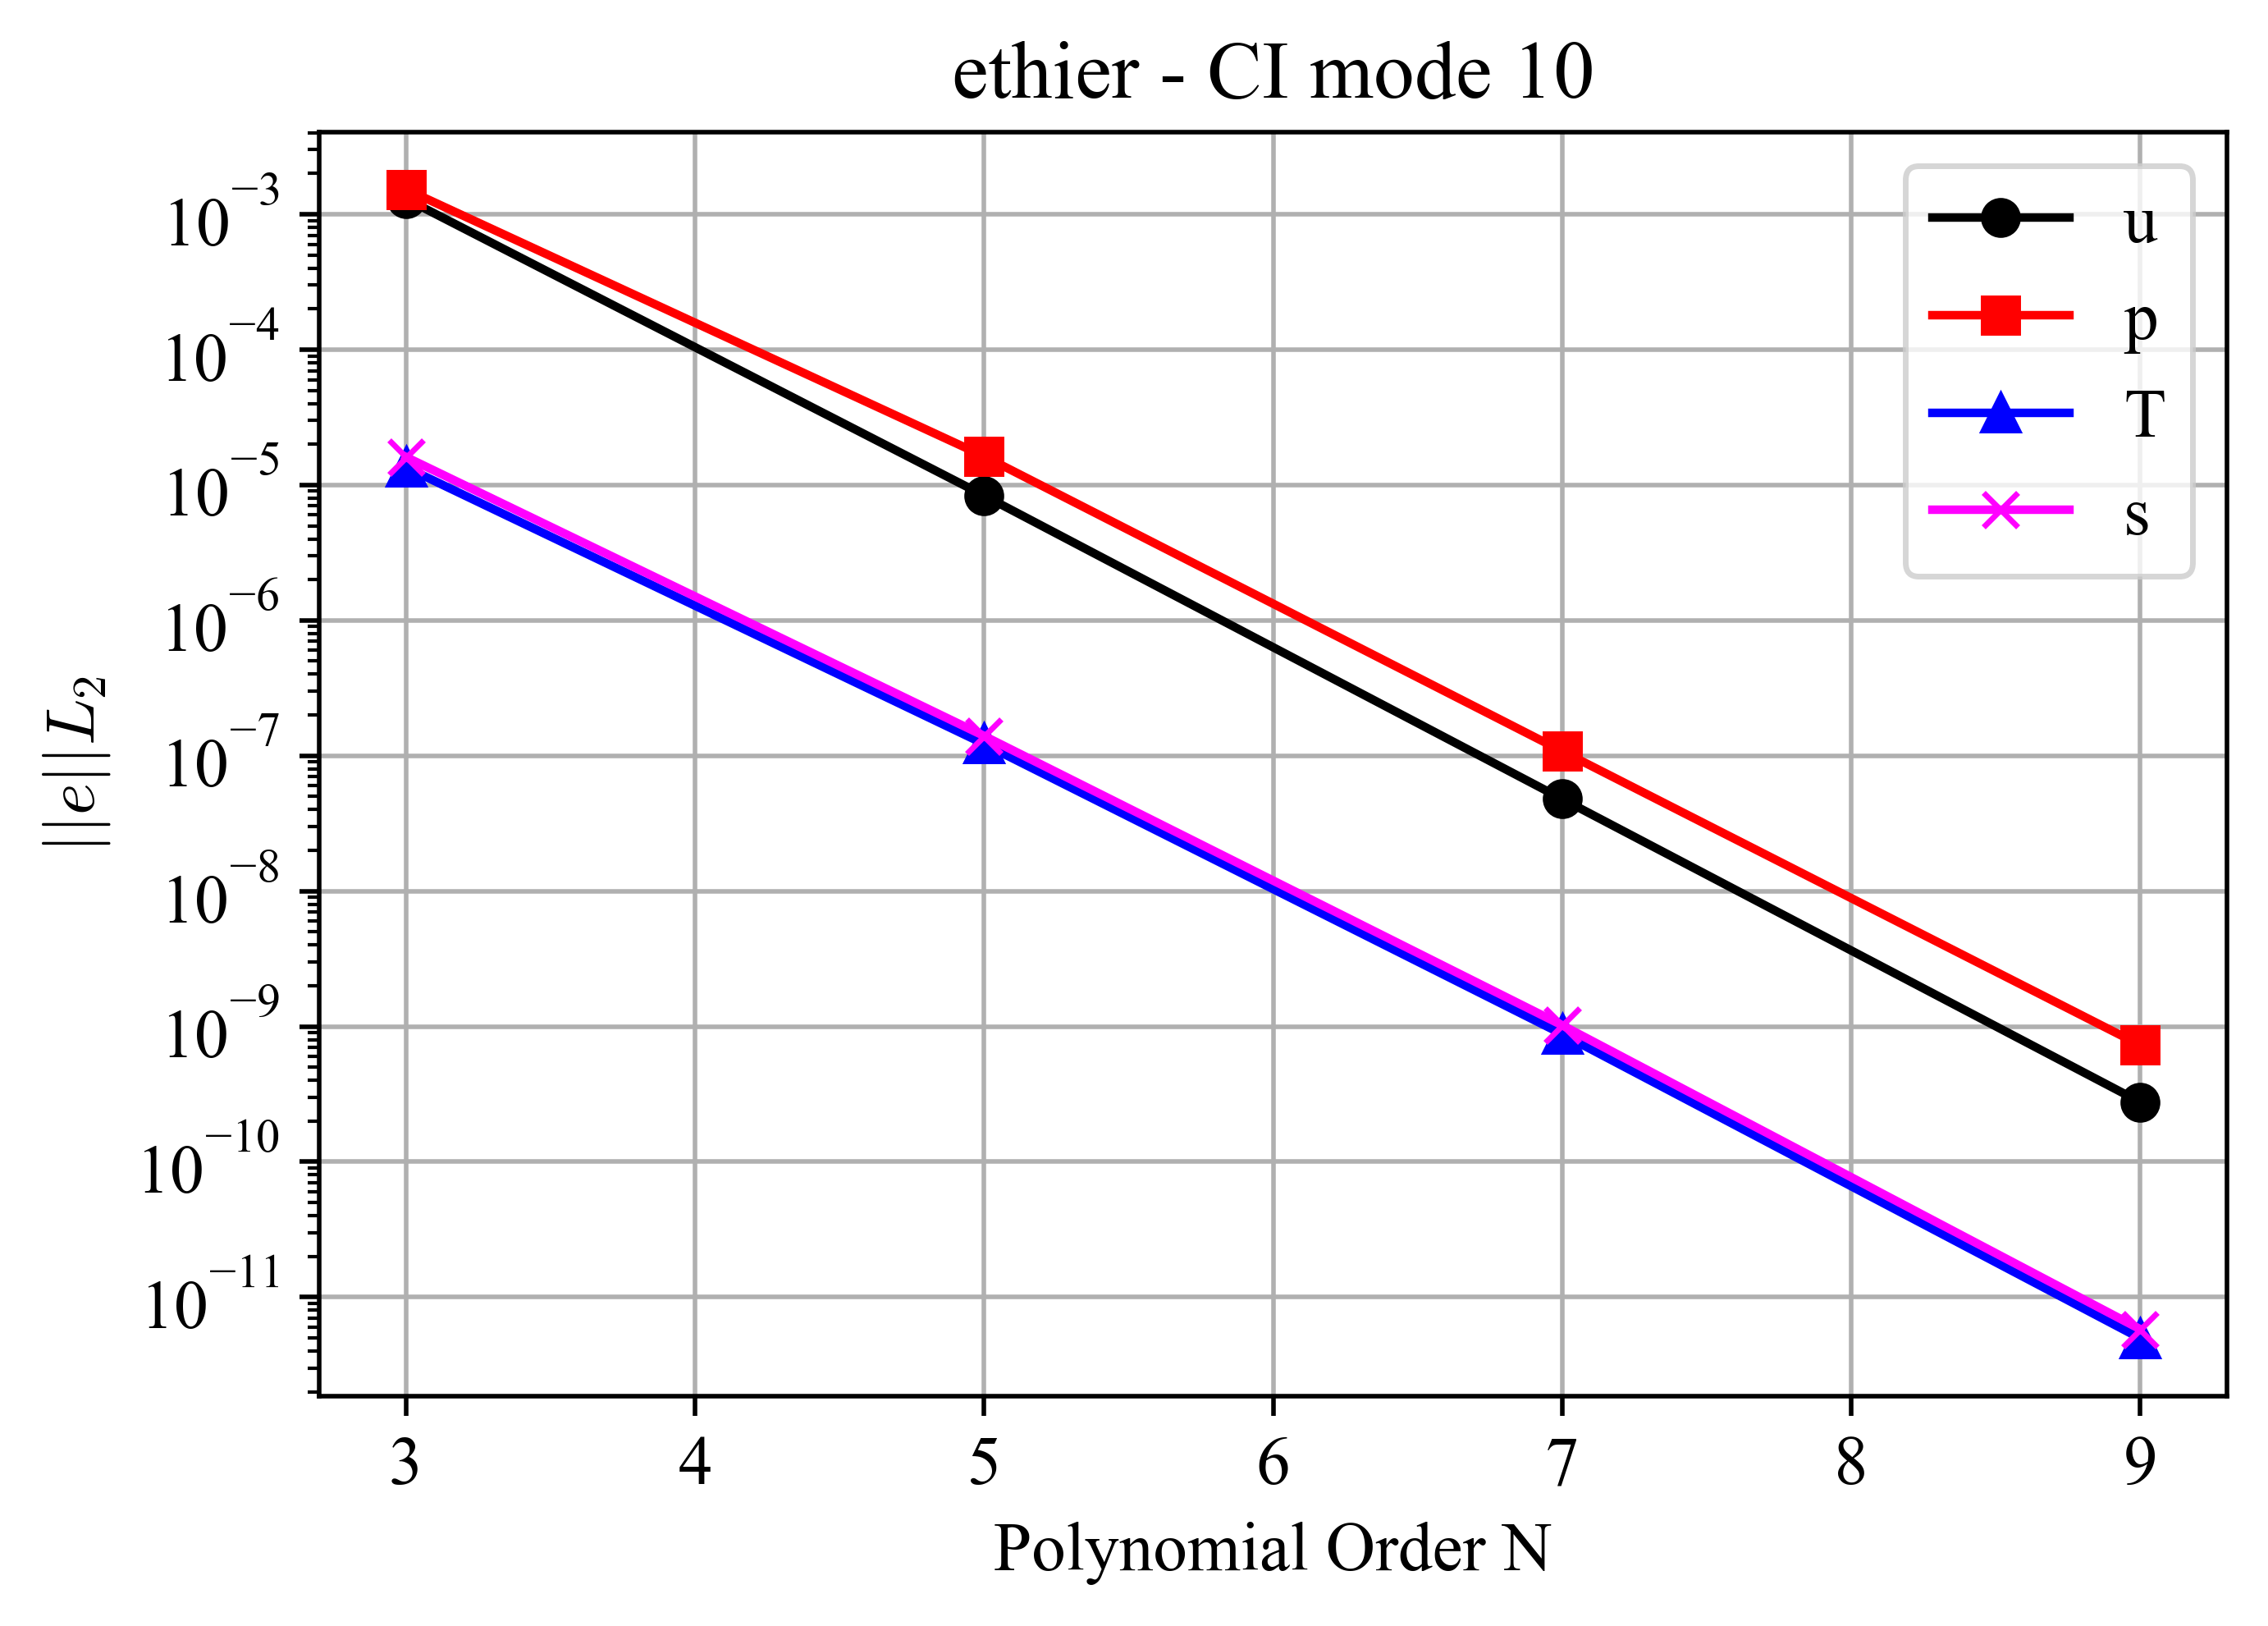 ethier - CI mode 10
||e||L₂
10⁻³
10⁻⁴
10⁻⁵
10⁻⁶
10⁻⁷
10⁻⁸
10⁻⁹
10⁻¹⁰
10⁻¹¹
u
p
T
s
3 4 5 6 7 8 9
Polynomial Order N